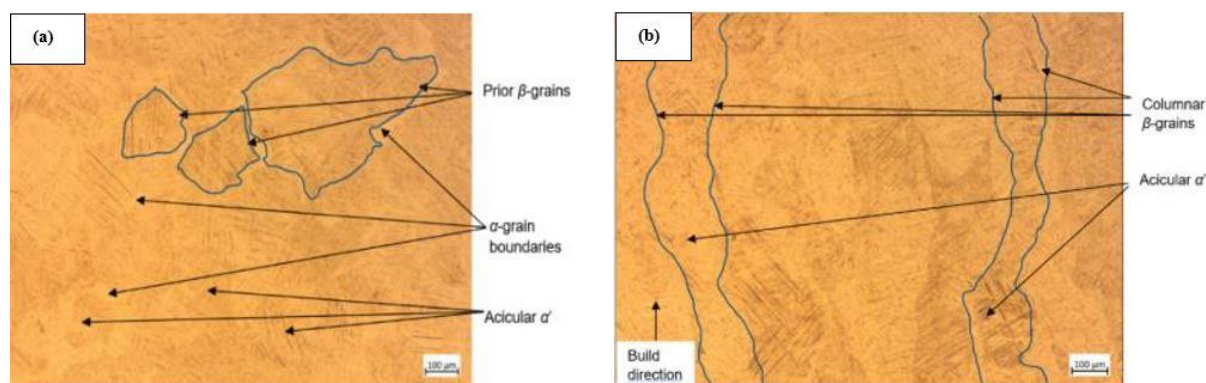 (a)
Prior β-grains
α-grain
boundaries
Acicular α'
100 μm
(b)
Columnar
β-grains
Acicular α'
Build
direction
100 μm